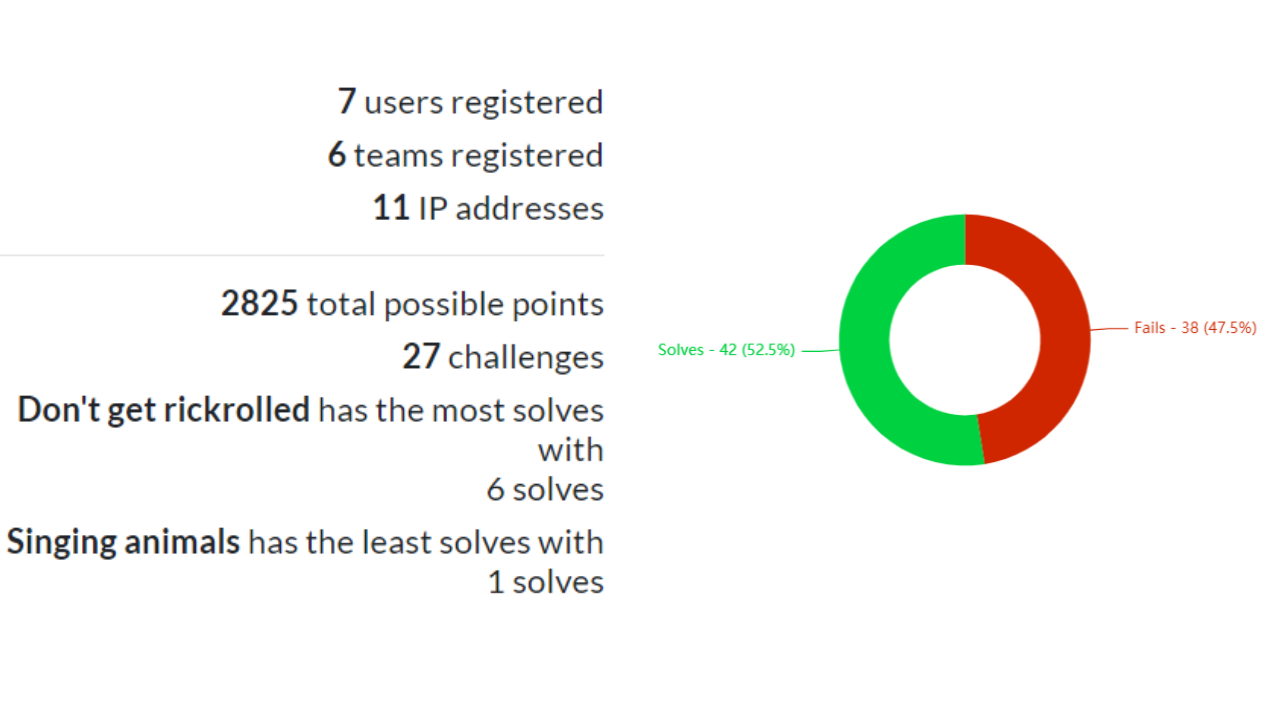 7 users registered
6 teams registered
11 IP addresses
2825 total possible points
27 challenges
Don't get rickrolled has the most solves
with
6 solves
Singing animals has the least solves with
1 solves
Solves - 42 (52.5%)
Fails - 38 (47.5%)